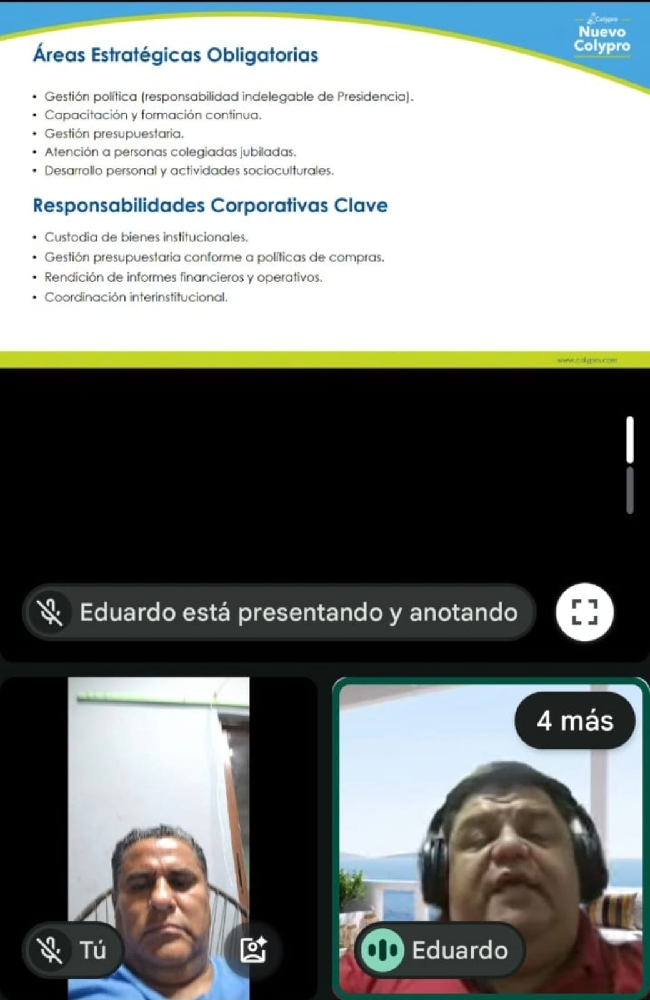 Colypro
Nuevo
Colypro
Áreas Estratégicas Obligatorias
• Gestión política (responsabilidad indelegable de Presidencia).
• Capacitación y formación continua.
• Gestión presupuestaria.
• Atención a personas colegiadas jubiladas.
• Desarrollo personal y actividades socioculturales.
Responsabilidades Corporativas Clave
• Custodia de bienes institucionales.
• Gestión presupuestaria conforme a políticas de compras.
• Rendición de informes financieros y operativos.
• Coordinación interinstitucional.
www.colypro.com
Eduardo está presentando y anotando
4 más
Tú
Eduardo